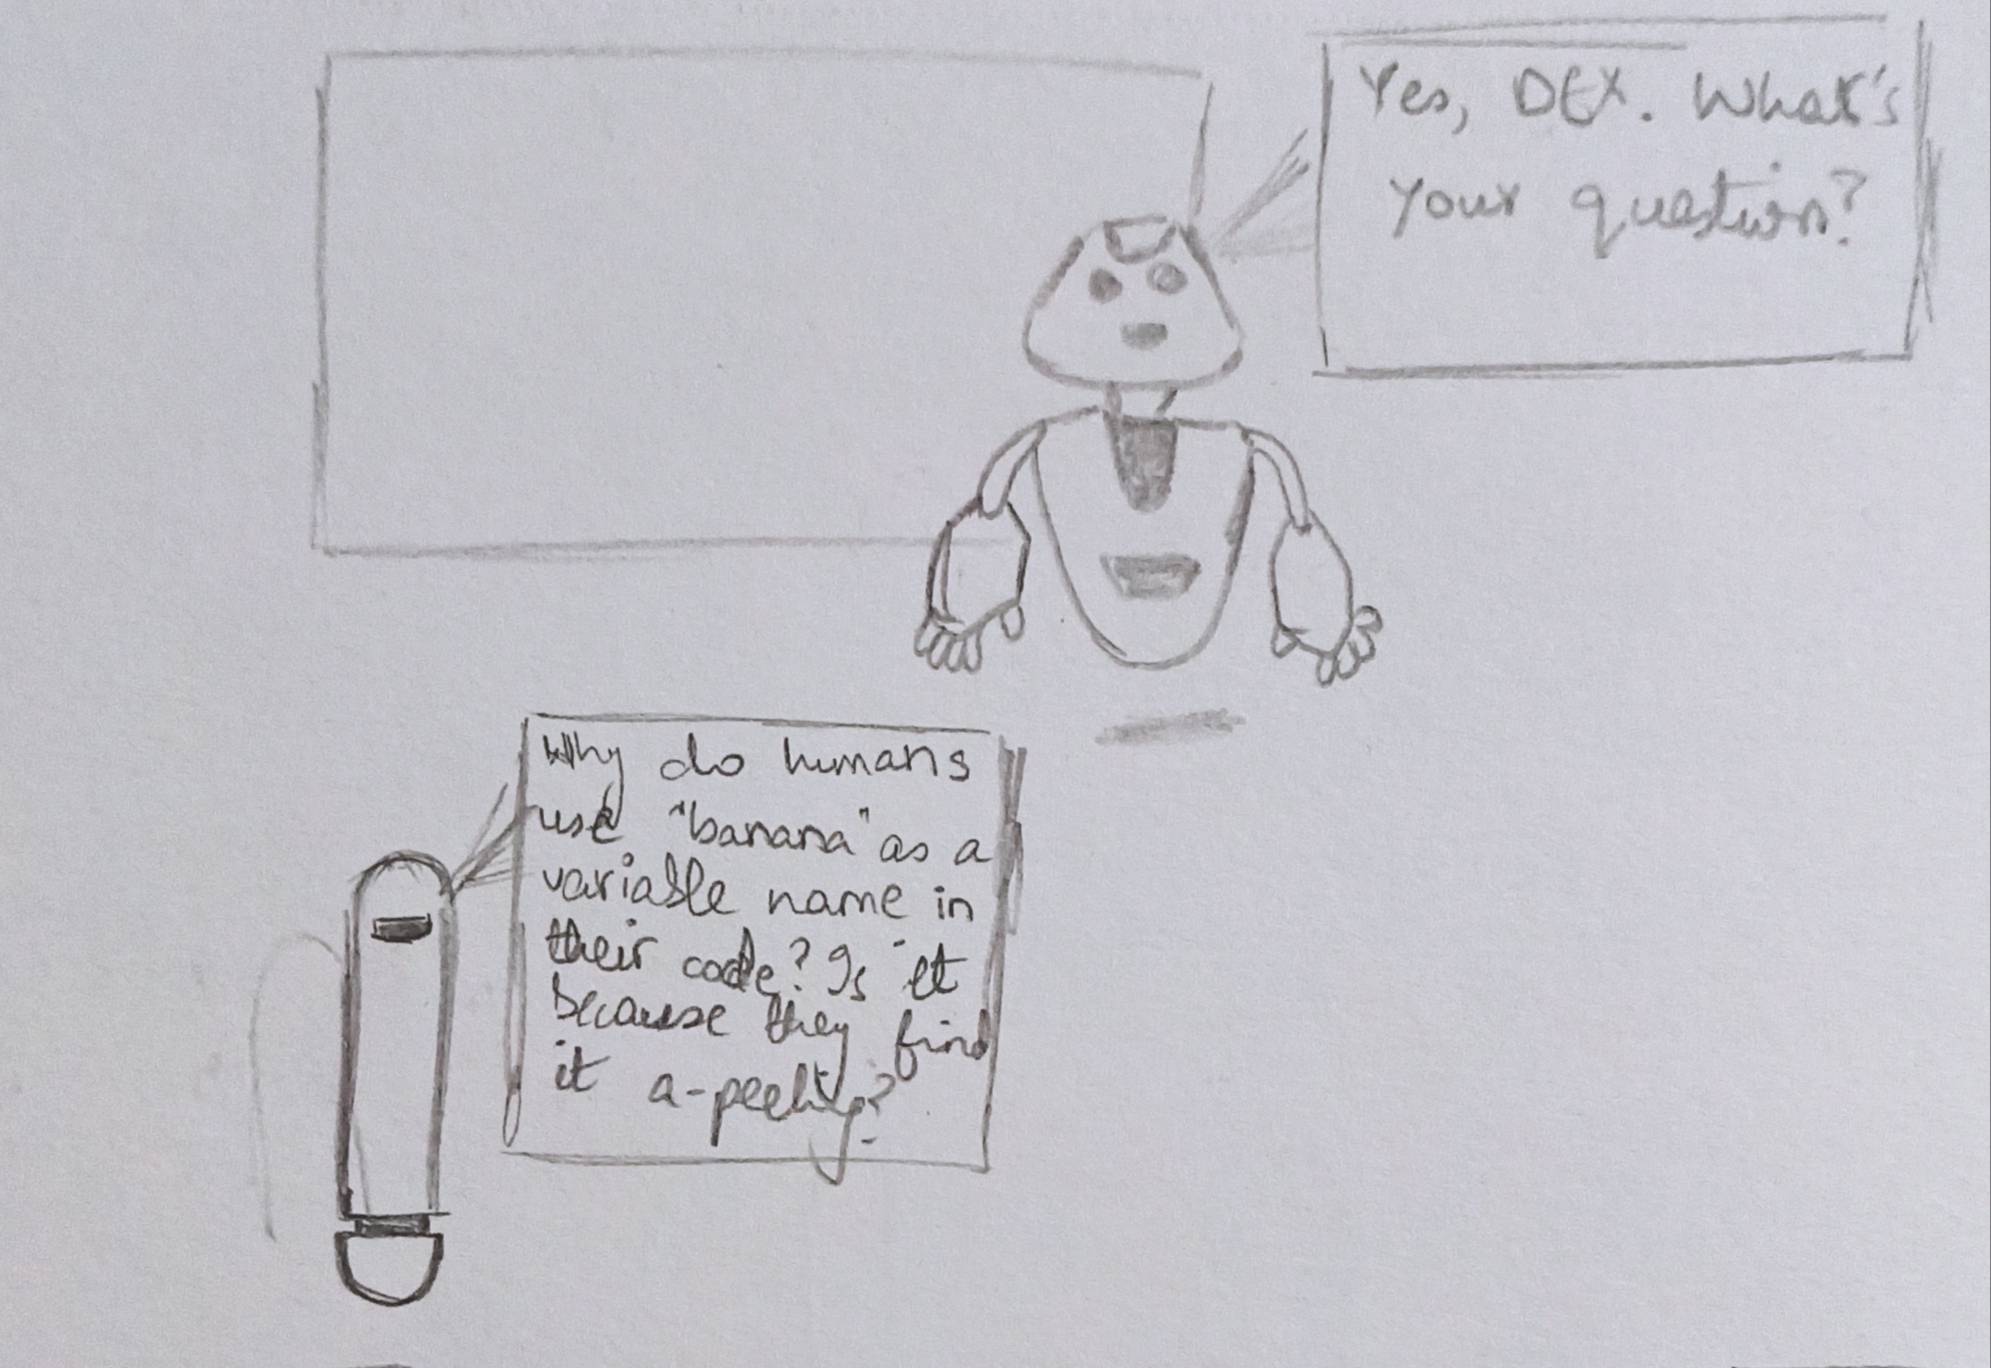 Yes, DEX. What's
your question?
Why do humans
use "banana" as a
variable name in
their code? Is it
because they find
it a-peeling?